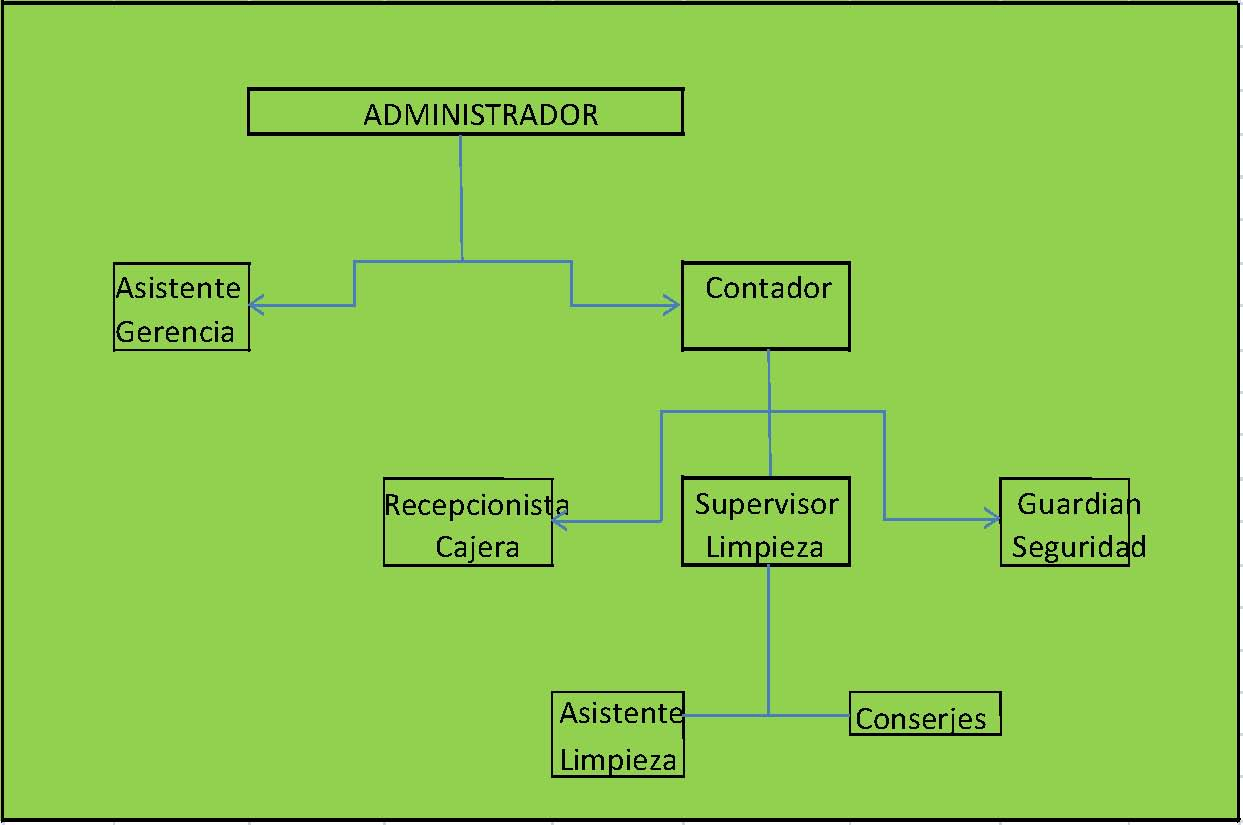 ADMINISTRADOR
Asistente
Gerencia
Contador
Recepcionista
Cajera
Supervisor
Limpieza
Guardian
Seguridad
Asistente
Limpieza
Conserjes